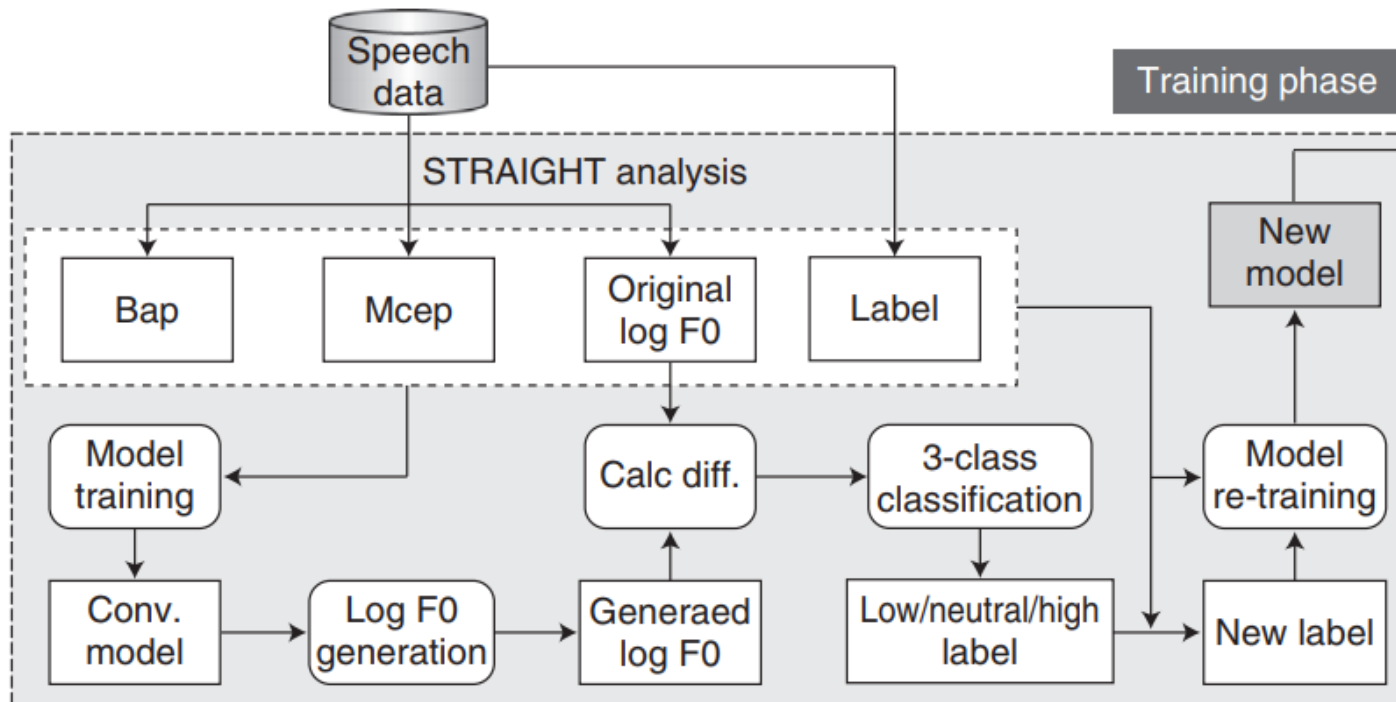 Speech
data
Training phase
STRAIGHT analysis
Bap
Mcep
Original
log F0
Label
New
model
Model
training
Calc diff.
3-class
classification
Model
re-training
Conv.
model
Log F0
generation
Generaed
log F0
Low/neutral/high
label
New label